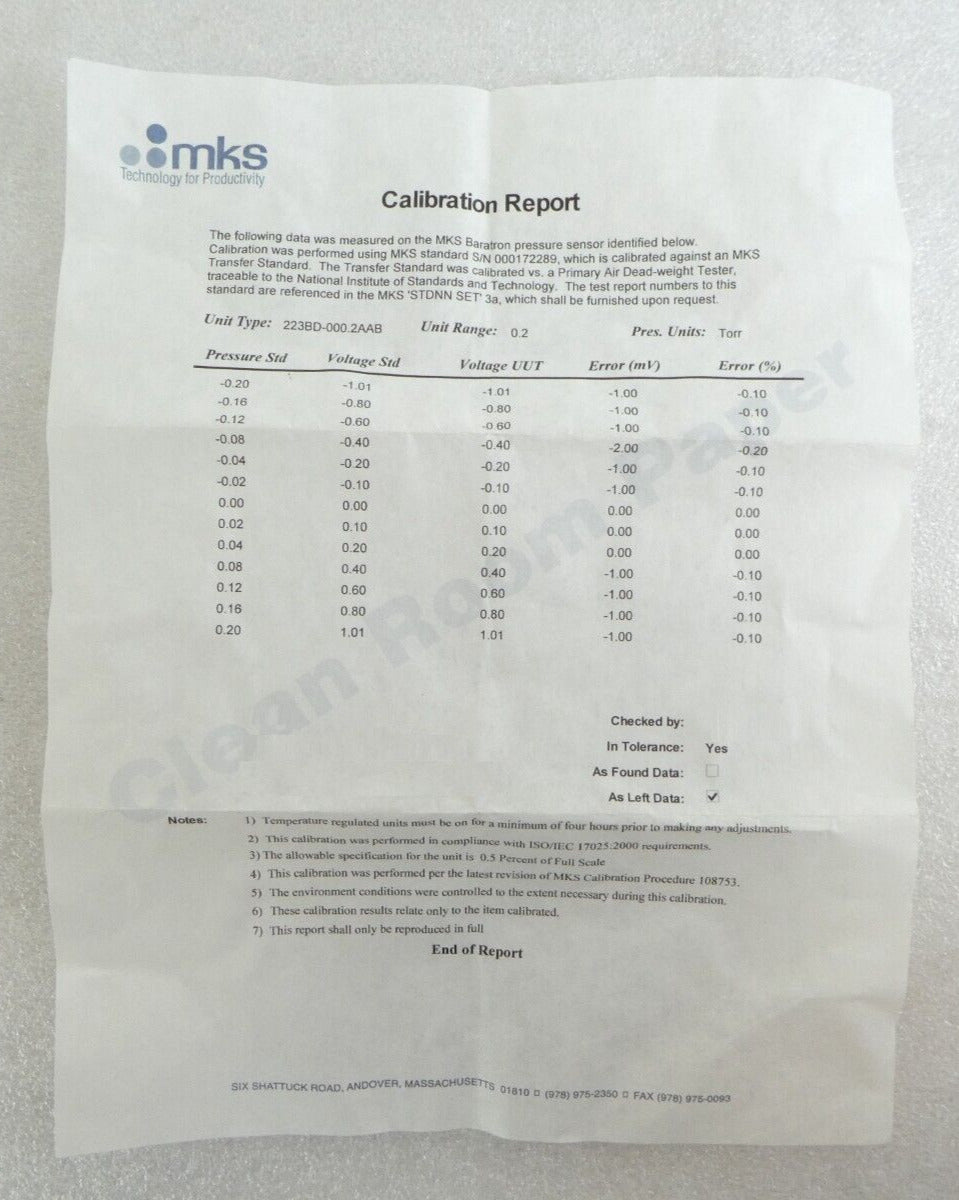 mks
Technology for Productivity
Calibration Report
The following data was measured on the MKS Baratron pressure sensor identified below.
Calibration was performed using MKS standard S/N 000172289, which is calibrated against an MKS
Transfer Standard. The Transfer Standard was calibrated vs. a Primary Air Dead-weight Tester,
traceable to the National Institute of Standards and Technology. The test report numbers to this
standard are referenced in the MKS 'STDNN SET' 3a, which shall be furnished upon request.
Unit Type: 223BD-000.2AAB Unit Range: 0.2 Pres. Units: Torr
Pressure Std Voltage Std Voltage UUT Error (mV) Error (%)
-0.20 -1.01 -1.01 -1.00 -0.10
-0.16 -0.80 -0.80 -1.00 -0.10
-0.12 -0.60 -0.60 -1.00 -0.10
-0.08 -0.40 -0.40 -2.00 -0.20
-0.04 -0.20 -0.20 -1.00 -0.10
-0.02 -0.10 -0.10 -1.00 -0.10
0.00 0.00 0.00 0.00 0.00
0.02 0.10 0.10 0.00 0.00
0.04 0.20 0.20 0.00 0.00
0.08 0.40 0.40 -1.00 -0.10
0.12 0.60 0.60 -1.00 -0.10
0.16 0.80 0.80 -1.00 -0.10
0.20 1.01 1.01 -1.00 -0.10
Clean Room Paper
Checked by:
In Tolerance: Yes
As Found Data:
As Left Data: ✓
Notes: 1) Temperature regulated units must be on for a minimum of four hours prior to making any adjustments.
2) This calibration was performed in compliance with ISO/IEC 17025:2000 requirements.
3) The allowable specification for the unit is 0.5 Percent of Full Scale
4) This calibration was performed per the latest revision of MKS Calibration Procedure 108753.
5) The environment conditions were controlled to the extent necessary during this calibration.
6) These calibration results relate only to the item calibrated.
7) This report shall only be reproduced in full
End of Report
SIX SHATTUCK ROAD, ANDOVER, MASSACHUSETTS 01810 □ (978) 975-2350 □ FAX (978) 975-0093